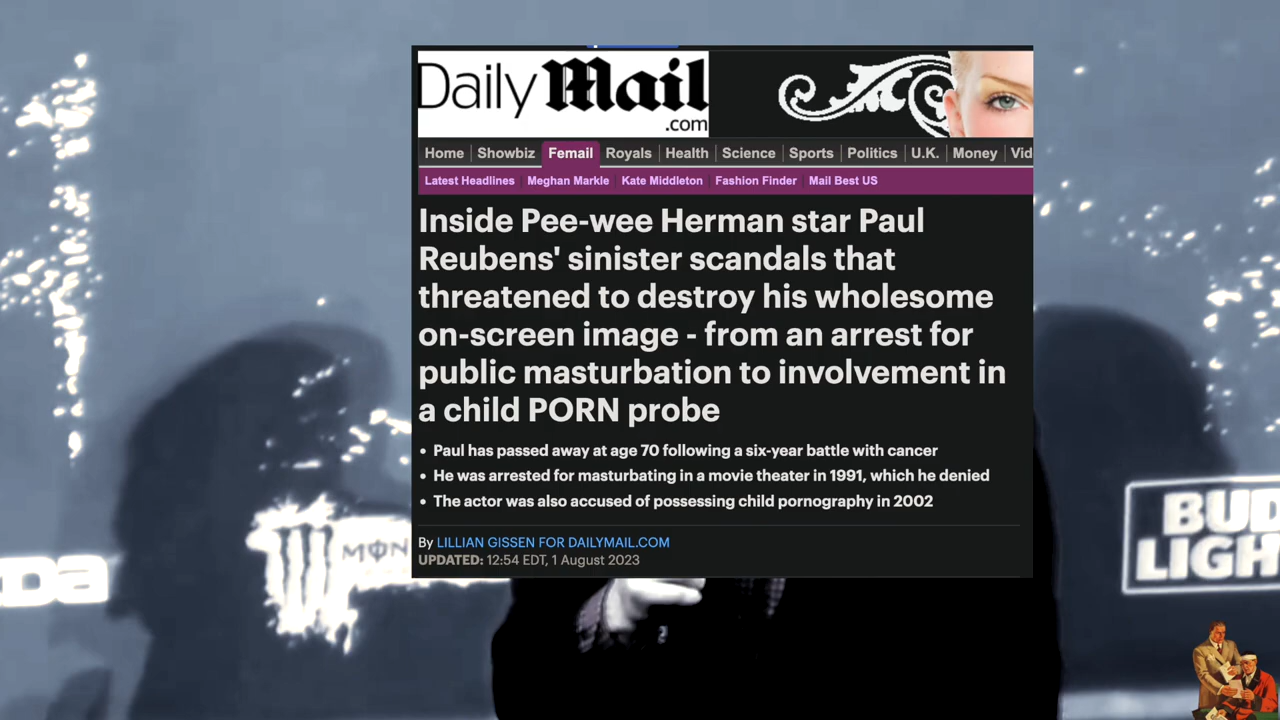 Daily Mail
.com
Home Showbiz Femail Royals Health Science Sports Politics U.K. Money Vid
Latest Headlines Meghan Markle Kate Middleton Fashion Finder Mail Best US
Inside Pee-wee Herman star Paul
Reubens' sinister scandals that
threatened to destroy his wholesome
on-screen image - from an arrest for
public masturbation to involvement in
a child PORN probe
• Paul has passed away at age 70 following a six-year battle with cancer
• He was arrested for masturbating in a movie theater in 1991, which he denied
• The actor was also accused of possessing child pornography in 2002
By LILLIAN GISSEN FOR DAILYMAIL.COM
UPDATED: 12:54 EDT, 1 August 2023
BUD
LIGH